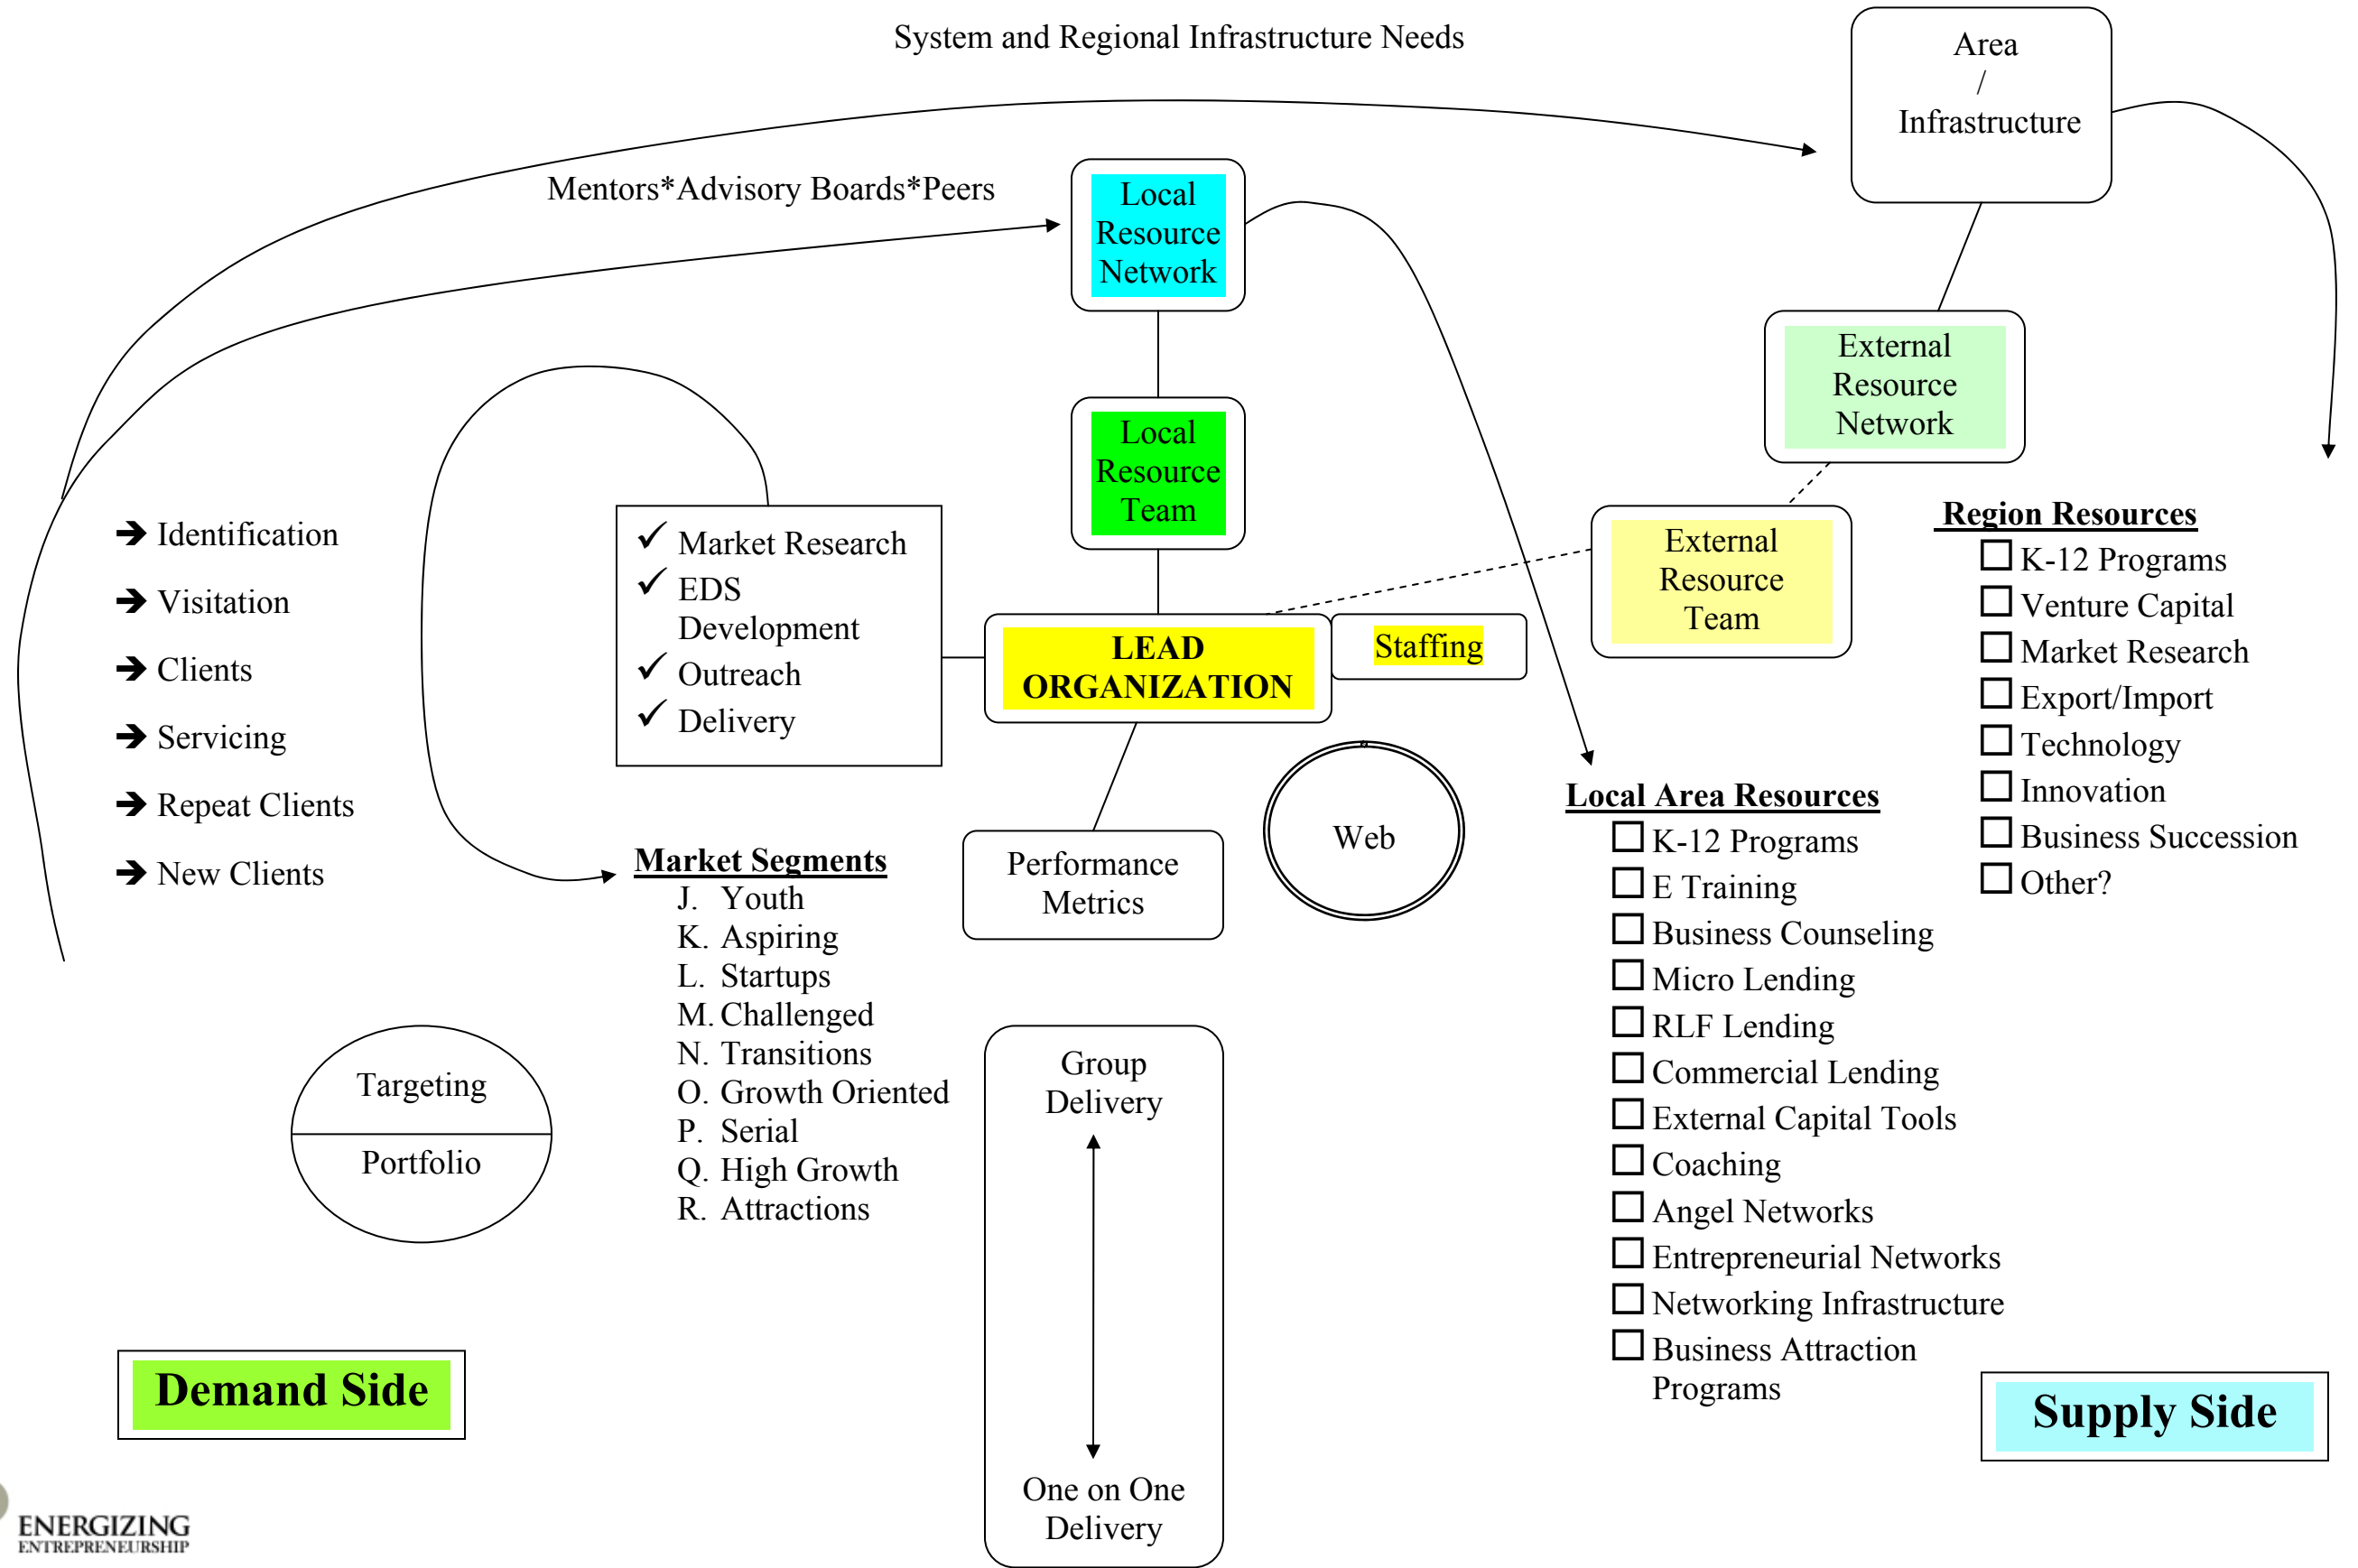 System and Regional Infrastructure Needs
Area
/
Infrastructure
Mentors*Advisory Boards*Peers
Local
Resource
Network
External
Resource
Network
Local
Resource
Team
External
Resource
Team
➔ Identification
➔ Visitation
➔ Clients
➔ Servicing
➔ Repeat Clients
➔ New Clients
✓ Market Research
✓ EDS
Development
✓ Outreach
✓ Delivery
LEAD
ORGANIZATION
Staffing
Region Resources
☐ K-12 Programs
☐ Venture Capital
☐ Market Research
☐ Export/Import
☐ Technology
☐ Innovation
☐ Business Succession
☐ Other?
Market Segments
J. Youth
K. Aspiring
L. Startups
M. Challenged
N. Transitions
O. Growth Oriented
P. Serial
Q. High Growth
R. Attractions
Performance
Metrics
Web
Local Area Resources
☐ K-12 Programs
☐ E Training
☐ Business Counseling
☐ Micro Lending
☐ RLF Lending
☐ Commercial Lending
☐ External Capital Tools
☐ Coaching
☐ Angel Networks
☐ Entrepreneurial Networks
☐ Networking Infrastructure
☐ Business Attraction
Programs
Targeting
Portfolio
Group
Delivery
One on One
Delivery
Demand Side
Supply Side
ENERGIZING
ENTREPRENEURSHIP